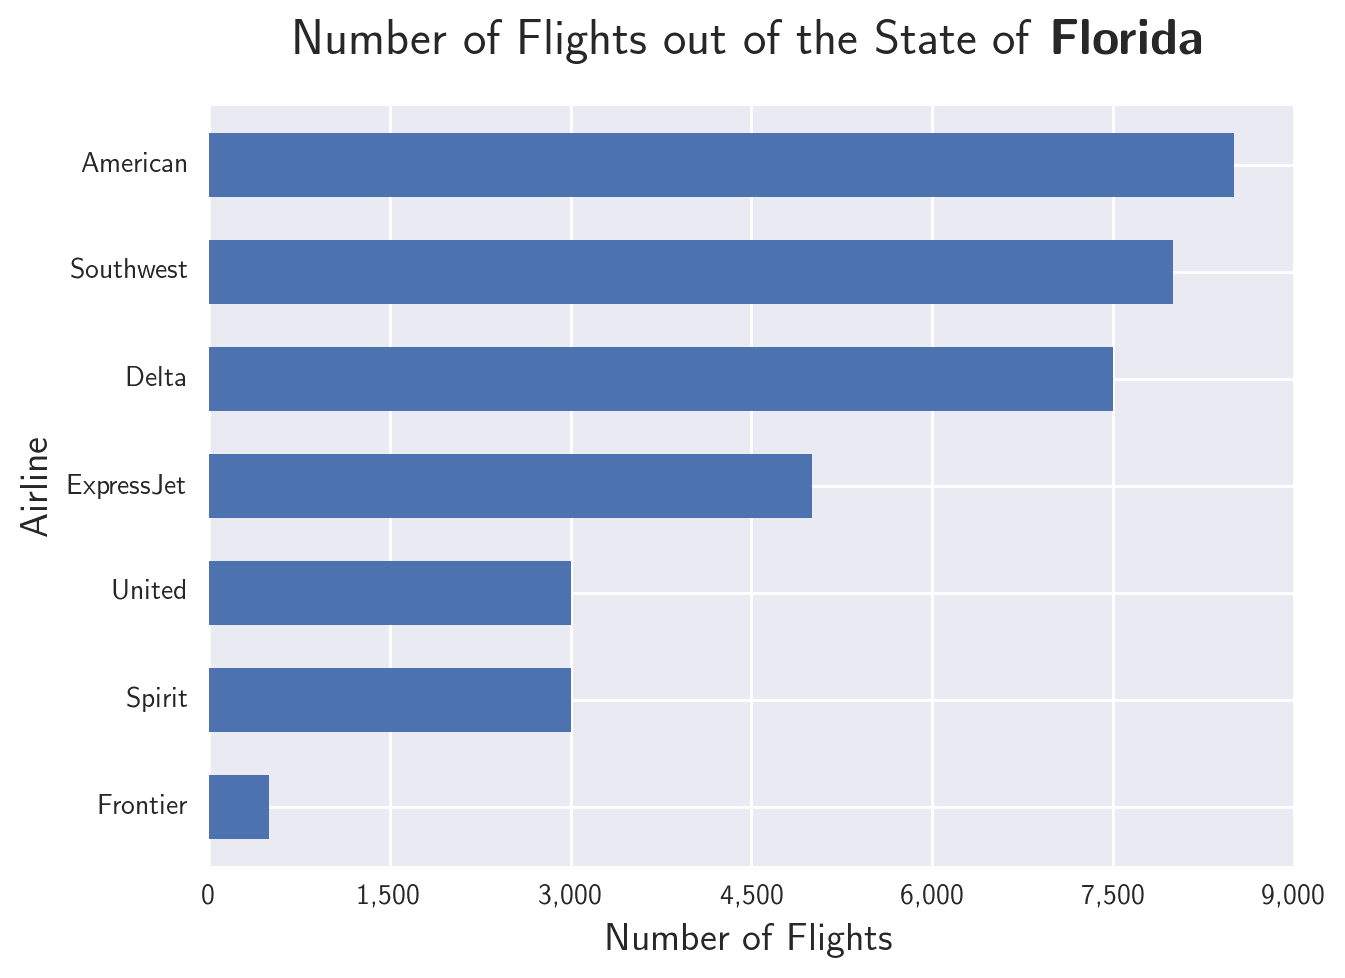 Number of Flights out of the State of Florida
American
Southwest
Delta
ExpressJet
United
Spirit
Frontier
Airline
0 1,500 3,000 4,500 6,000 7,500 9,000
Number of Flights